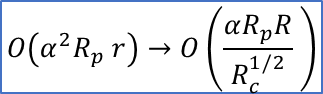 O(α²R_p r) → O(αR_pR / R_c^{1/2})